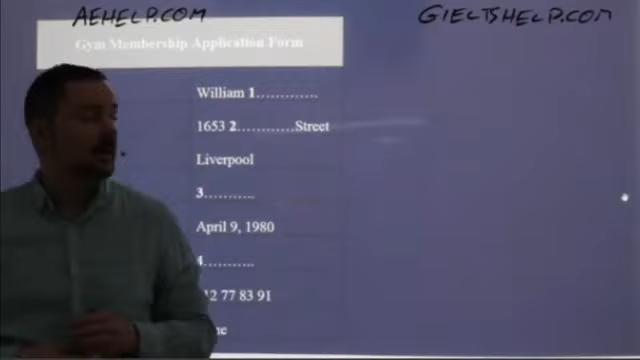 AEHELP.COM
GIELTSHELP.COM
Gym Membership Application Form
William 1.............
1653 2............Street
Liverpool
3...........
April 9, 1980
4...........
12 77 83 91